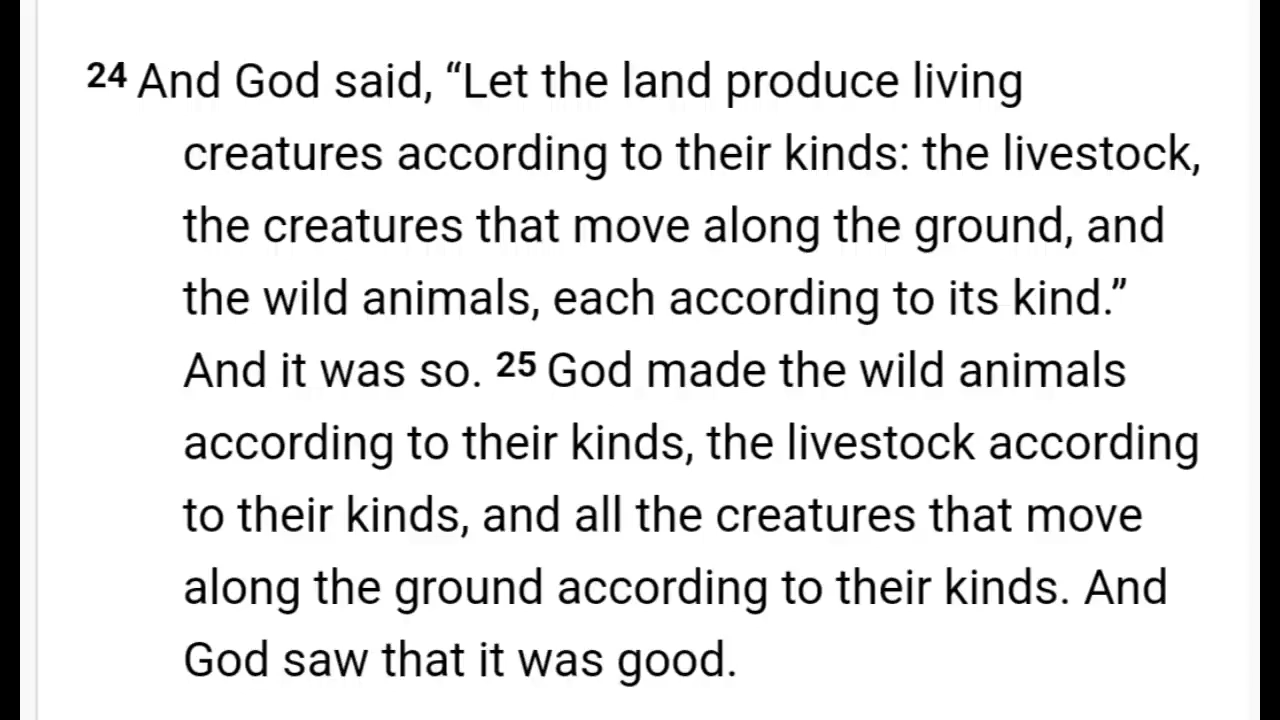 24 And God said, “Let the land produce living
creatures according to their kinds: the livestock,
the creatures that move along the ground, and
the wild animals, each according to its kind.”
And it was so. 25 God made the wild animals
according to their kinds, the livestock according
to their kinds, and all the creatures that move
along the ground according to their kinds. And
God saw that it was good.